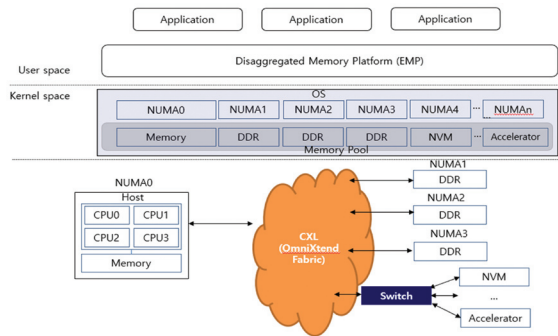 Application
Application
Application
Disaggregated Memory Platform (EMP)
User space
Kernel space
OS
NUMA0
NUMA1
NUMA2
NUMA3
NUMA4
...
NUMAn
Memory
DDR
DDR
DDR
NVM
...
Accelerator
Memory Pool
NUMA0
Host
CPU0
CPU1
CPU2
CPU3
Memory
CXL
(OmniXtend
Fabric)
NUMA1
DDR
NUMA2
DDR
NUMA3
DDR
Switch
NVM
...
Accelerator